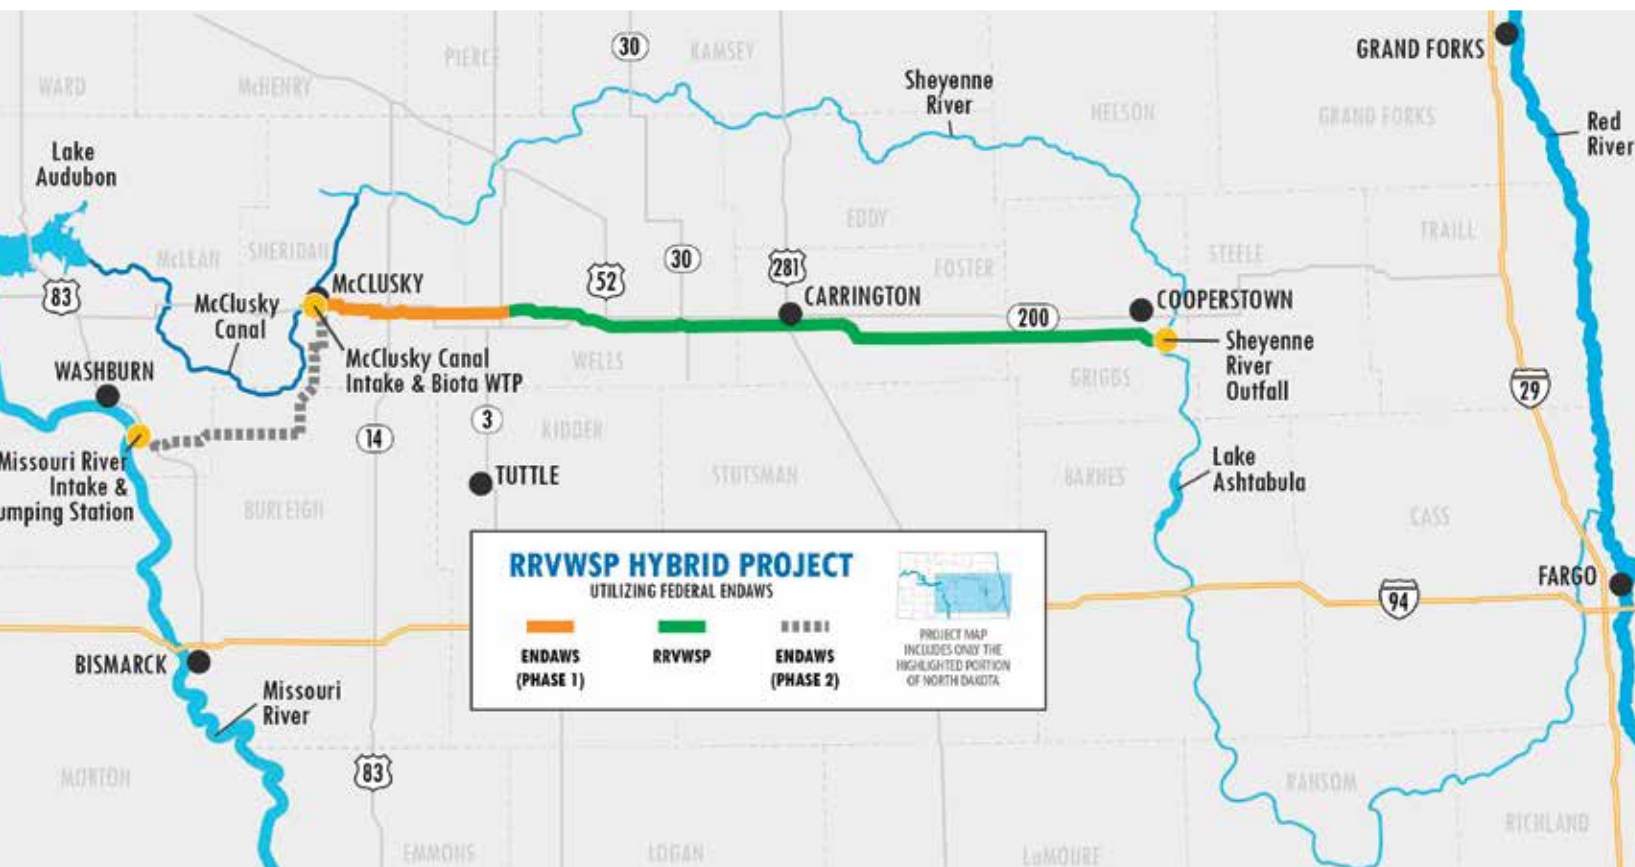 30
PIERCE
RAMSEY
GRAND FORKS
WARD
McHENRY
Sheyenne
River
NELSON
GRAND FORKS
Red
River
Lake
Audubon
EDDY
TRAILL
McLEAN
SHERIDAN
STEELE
30
281
FOSTER
52
83
McCLUSKY
McClusky
Canal
CARRINGTON
200
COOPERSTOWN
McClusky Canal
Intake & Biota WTP
WELLS
Sheyenne
River
Outfall
WASHBURN
GRIGGS
29
3
14
KIDDER
Missouri River
Intake &
umping Station
TUTTLE
STUTSMAN
BARNES
Lake
Ashtabula
BURLEIGH
CASS
RRVWSP HYBRID PROJECT
UTILIZING FEDERAL ENDAWS
ENDAWS
(PHASE 1)
RRVWSP
ENDAWS
(PHASE 2)
PROJECT MAP
INCLUDES ONLY THE
HIGHLIGHTED PORTION
OF NORTH DAKOTA
FARGO
94
BISMARCK
Missouri
River
83
MORTON
RANSOM
RICHLAND
EMMONS
LOGAN
LaMOURE